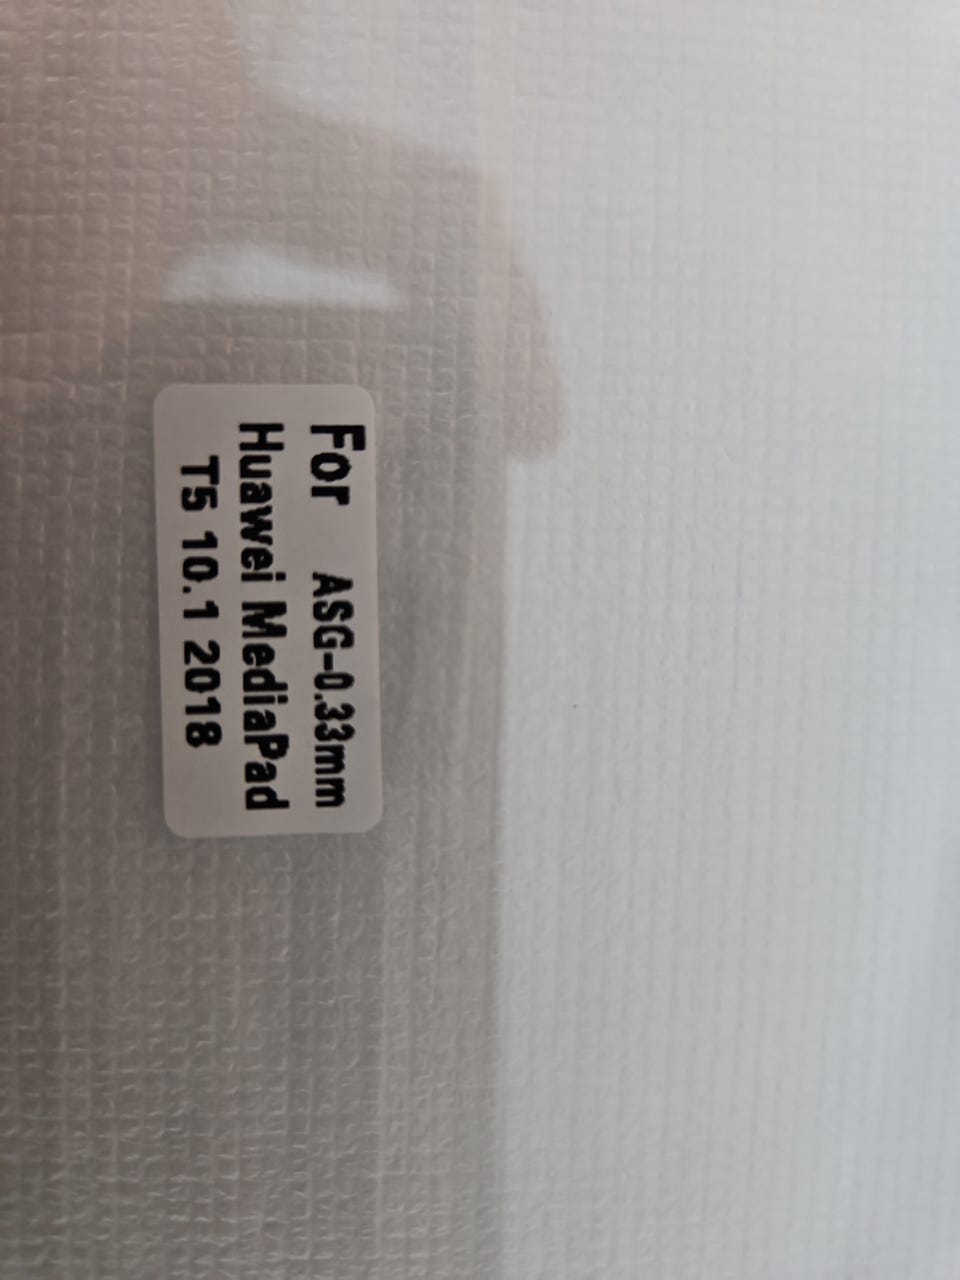 For ASG-0.33mm
Huawei MediaPad
T5 10.1 2018